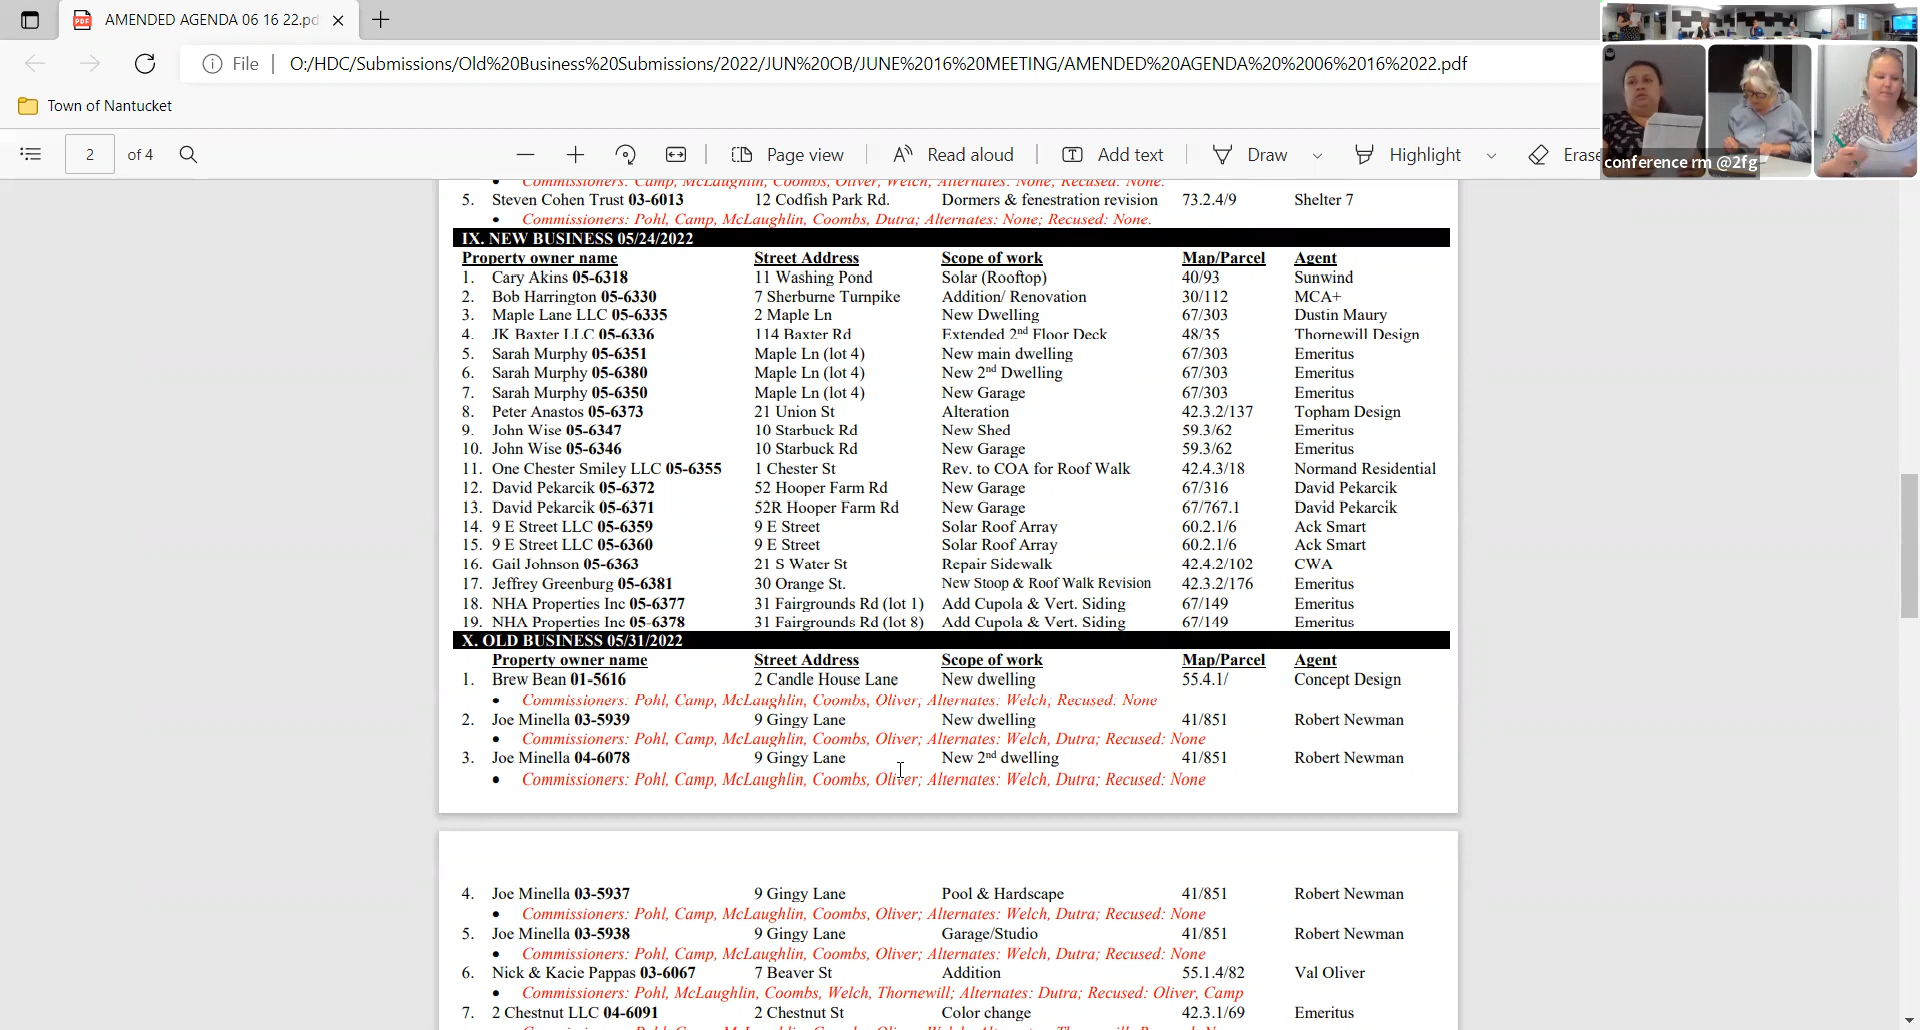 AMENDED AGENDA 06 16 22.pd
File O:/HDC/Submissions/Old%20Business%20Submissions/2022/JUN%20OB/JUNE%2016%20MEETING/AMENDED%20AGENDA%20%2006%2016%2022.pdf
Town of Nantucket
2 of 4 Page view Read aloud Add text Draw Highlight Erase
conference rm @2fg
Commissioners: Camp, McLaughlin, Coombs, Oliver, Welch, Alternates: None, Recused: None.
5. Steven Cohen Trust 03-6013 12 Codfish Park Rd. Dormers & fenestration revision 73.2.4/9 Shelter 7
• Commissioners: Pohl, Camp, McLaughlin, Coombs, Dutra; Alternates: None; Recused: None.
IX. NEW BUSINESS 05/24/2022
Property owner name Street Address Scope of work Map/Parcel Agent
1. Cary Akins 05-6318 11 Washing Pond Solar (Rooftop) 40/93 Sunwind
2. Bob Harrington 05-6330 7 Sherburne Turnpike Addition/ Renovation 30/112 MCA+
3. Maple Lane LLC 05-6335 2 Maple Ln New Dwelling 67/303 Dustin Maury
4. JK Baxter LLC 05-6336 114 Baxter Rd Extended 2nd Floor Deck 48/35 Thornewill Design
5. Sarah Murphy 05-6351 Maple Ln (lot 4) New main dwelling 67/303 Emeritus
6. Sarah Murphy 05-6380 Maple Ln (lot 4) New 2nd Dwelling 67/303 Emeritus
7. Sarah Murphy 05-6350 Maple Ln (lot 4) New Garage 67/303 Emeritus
8. Peter Anastos 05-6373 21 Union St Alteration 42.3.2/137 Topham Design
9. John Wise 05-6347 10 Starbuck Rd New Shed 59.3/62 Emeritus
10. John Wise 05-6346 10 Starbuck Rd New Garage 59.3/62 Emeritus
11. One Chester Smiley LLC 05-6355 1 Chester St Rev. to COA for Roof Walk 42.4.3/18 Normand Residential
12. David Pekarcik 05-6372 52 Hooper Farm Rd New Garage 67/316 David Pekarcik
13. David Pekarcik 05-6371 52R Hooper Farm Rd New Garage 67/767.1 David Pekarcik
14. 9 E Street LLC 05-6359 9 E Street Solar Roof Array 60.2.1/6 Ack Smart
15. 9 E Street LLC 05-6360 9 E Street Solar Roof Array 60.2.1/6 Ack Smart
16. Gail Johnson 05-6363 21 S Water St Repair Sidewalk 42.4.2/102 CWA
17. Jeffrey Greenburg 05-6381 30 Orange St. New Stoop & Roof Walk Revision 42.3.2/176 Emeritus
18. NHA Properties Inc 05-6377 31 Fairgrounds Rd (lot 1) Add Cupola & Vert. Siding 67/149 Emeritus
19. NHA Properties Inc 05-6378 31 Fairgrounds Rd (lot 8) Add Cupola & Vert. Siding 67/149 Emeritus
X. OLD BUSINESS 05/31/2022
Property owner name Street Address Scope of work Map/Parcel Agent
1. Brew Bean 01-5616 2 Candle House Lane New dwelling 55.4.1/ Concept Design
• Commissioners: Pohl, Camp, McLaughlin, Coombs, Oliver; Alternates: Welch, Recused: None
2. Joe Minella 03-5939 9 Gingy Lane New dwelling 41/851 Robert Newman
• Commissioners: Pohl, Camp, McLaughlin, Coombs, Oliver; Alternates: Welch, Dutra; Recused: None
3. Joe Minella 04-6078 9 Gingy Lane New 2nd dwelling 41/851 Robert Newman
• Commissioners: Pohl, Camp, McLaughlin, Coombs, Oliver; Alternates: Welch, Dutra; Recused: None
4. Joe Minella 03-5937 9 Gingy Lane Pool & Hardscape 41/851 Robert Newman
• Commissioners: Pohl, Camp, McLaughlin, Coombs, Oliver; Alternates: Welch, Dutra; Recused: None
5. Joe Minella 03-5938 9 Gingy Lane Garage/Studio 41/851 Robert Newman
• Commissioners: Pohl, Camp, McLaughlin, Coombs, Oliver; Alternates: Welch, Dutra; Recused: None
6. Nick & Kacie Pappas 03-6067 7 Beaver St Addition 55.1.4/82 Val Oliver
• Commissioners: Pohl, McLaughlin, Coombs, Welch, Thornewill; Alternates: Dutra; Recused: Oliver, Camp
7. 2 Chestnut LLC 04-6091 2 Chestnut St Color change 42.3.1/69 Emeritus